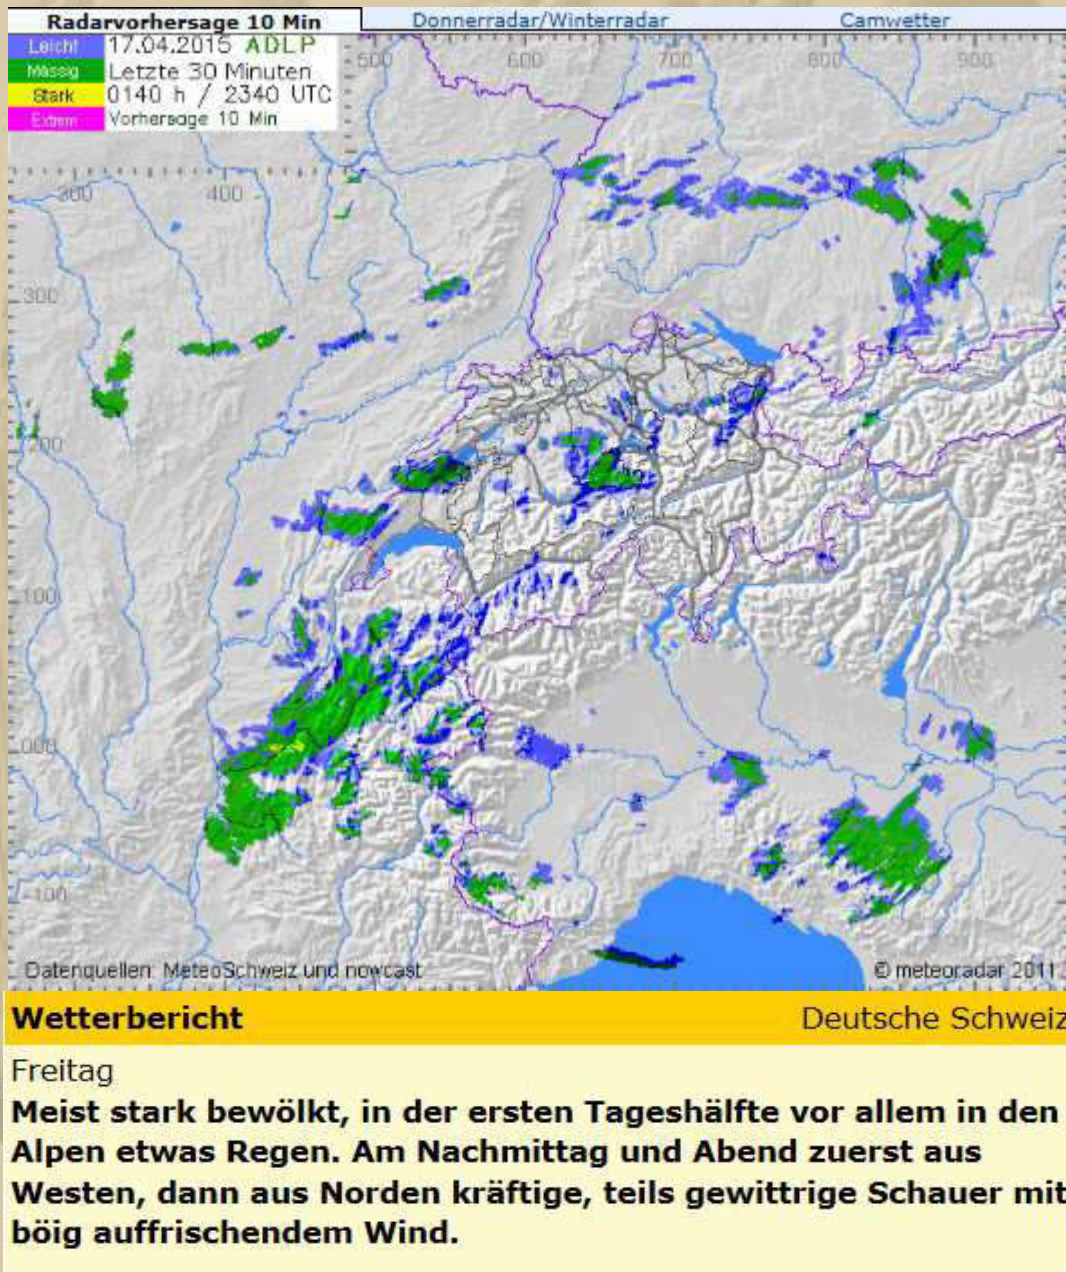 Radarvorhersage 10 Min
Donnerradar/Winterradar
Camwetter
Leicht
17.04.2015 ADLP
Mässig
Letzte 30 Minuten
Stark
0140 h / 2340 UTC
Extrem
Vorhersage 10 Min
500 600 700 800 900
300 400
300
200
100
000
-100
Datenquellen: MeteoSchweiz und nowcast
© meteoradar 2011
Wetterbericht
Deutsche Schweiz
Freitag
Meist stark bewölkt, in der ersten Tageshälfte vor allem in den
Alpen etwas Regen. Am Nachmittag und Abend zuerst aus
Westen, dann aus Norden kräftige, teils gewittrige Schauer mit
böig auffrischendem Wind.